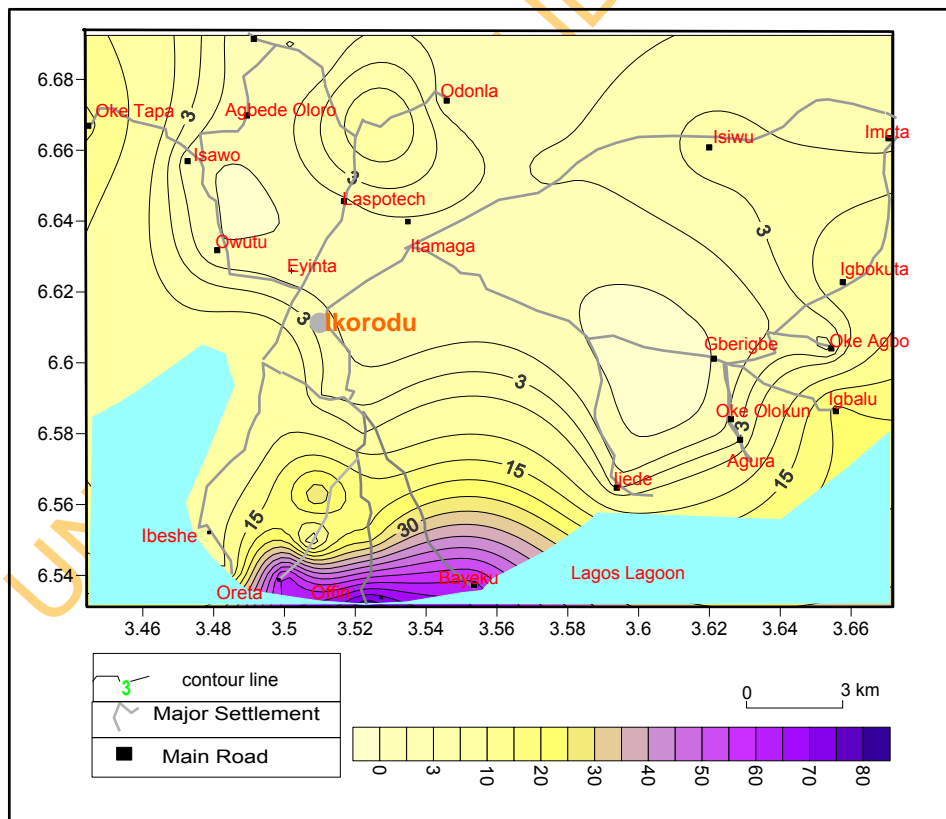 6.68
6.66
6.64
6.62
6.6
6.58
6.56
6.54
Oke Tapa
Agbede Oloro
Odonla
Isiwu
Imota
3
Isawo
3
Laspotech
Owutu
Itamaga
3
Eyinta
Igbokuta
3
Ikorodu
Gberigbe
Oke Agbo
3
Oke Olokun
Igbalu
3
Agura
15
Ijede
15
15
30
Ibeshe
Oreta
Offin
Bayeku
Lagos Lagoon
3.46 3.48 3.5 3.52 3.54 3.56 3.58 3.6 3.62 3.64 3.66
3 contour line
Major Settlement
Main Road
0 3 km
0 3 10 20 30 40 50 60 70 80